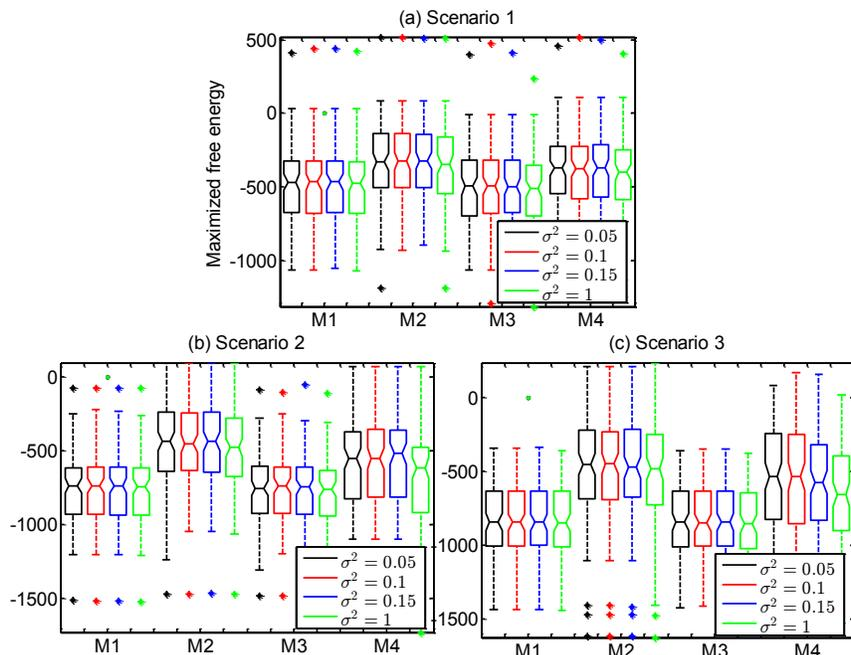 (a) Scenario 1
Maximized free energy
500
0
-500
-1000
σ² = 0.05
σ² = 0.1
σ² = 0.15
σ² = 1
M1 M2 M3 M4
(b) Scenario 2
0
-500
-1000
-1500
σ² = 0.05
σ² = 0.1
σ² = 0.15
σ² = 1
M1 M2 M3 M4
(c) Scenario 3
0
-500
1000
1500
σ² = 0.05
σ² = 0.1
σ² = 0.15
σ² = 1
M1 M2 M3 M4